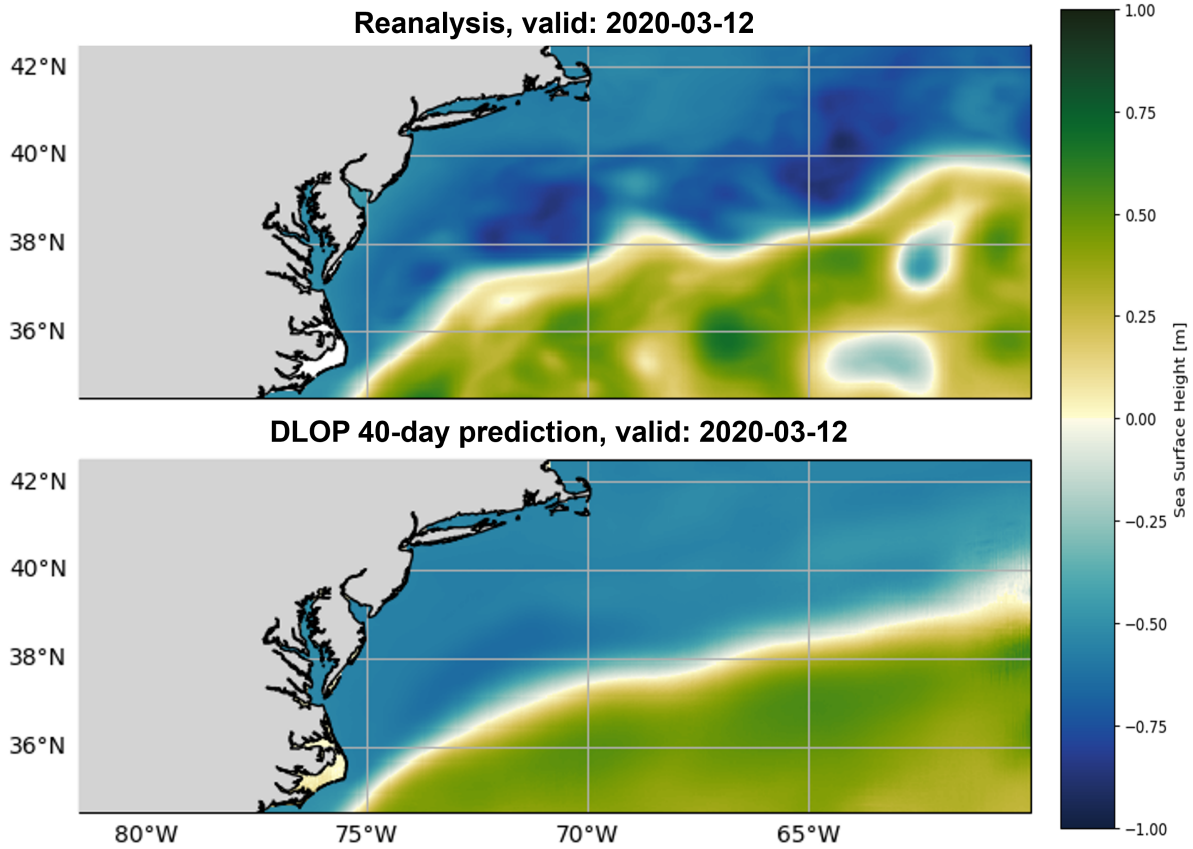 Reanalysis, valid: 2020-03-12
42°N
40°N
38°N
36°N
DLOP 40-day prediction, valid: 2020-03-12
42°N
40°N
38°N
36°N
80°W
75°W
70°W
65°W
1.00
0.75
0.50
0.25
0.00
−0.25
−0.50
−0.75
−1.00
Sea Surface Height [m]